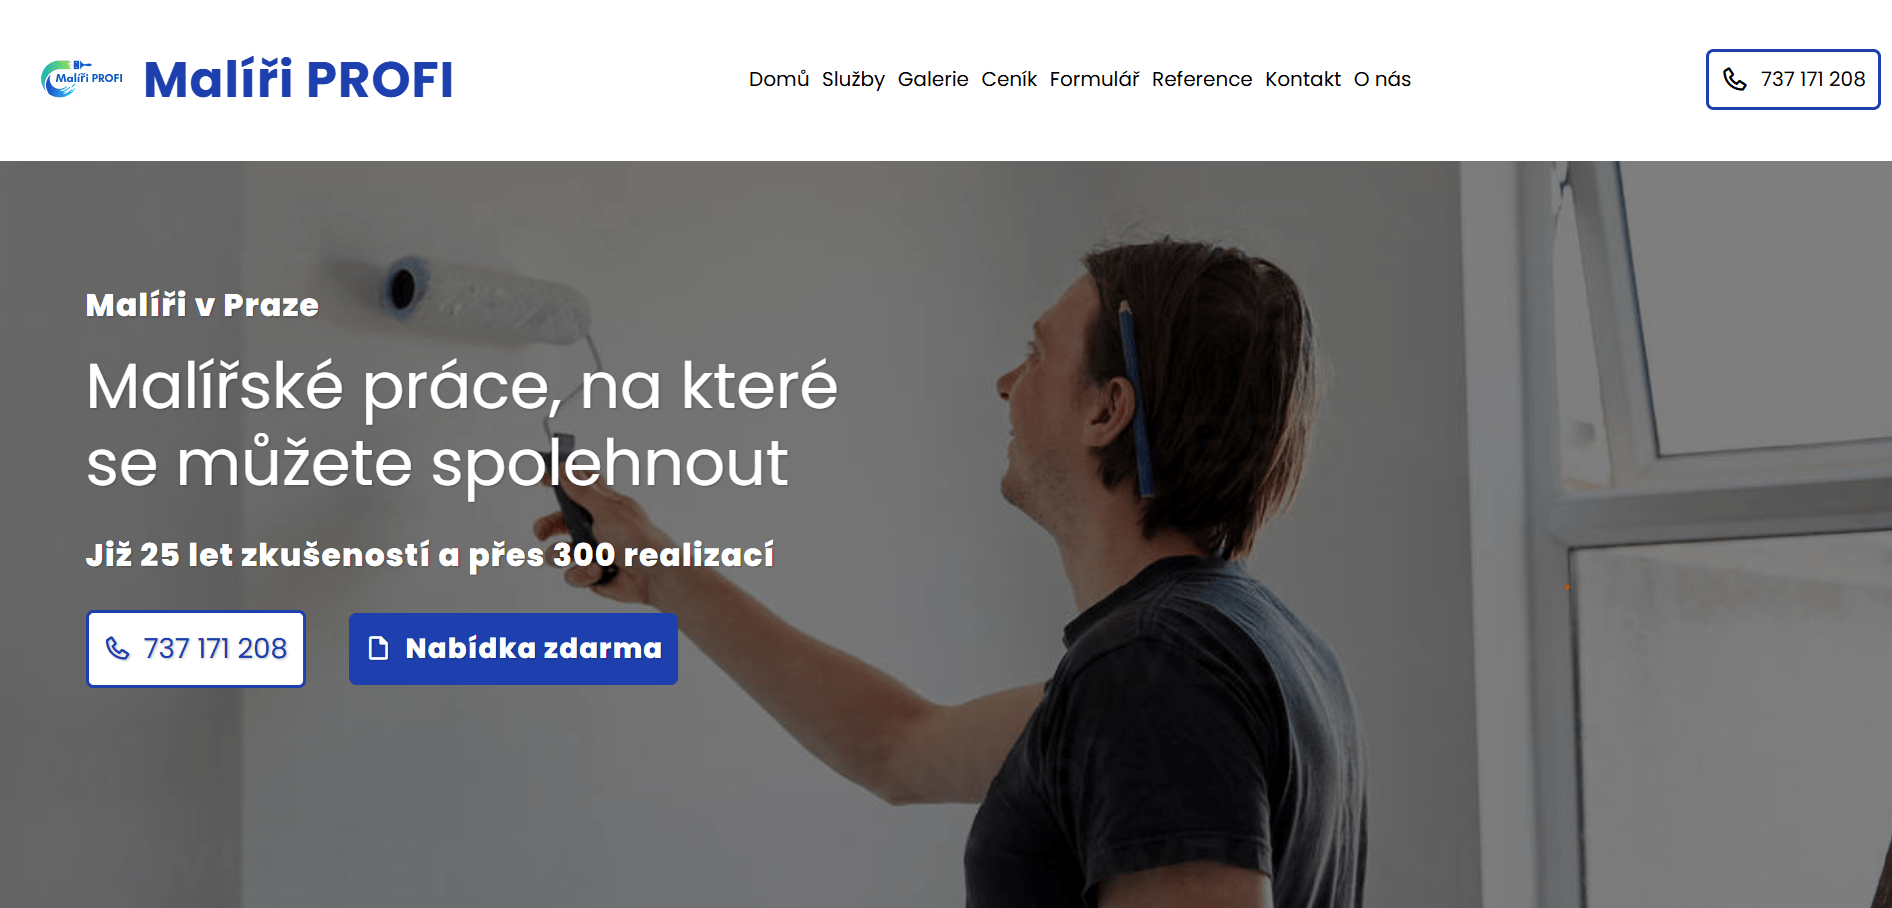 Malíři PROFI
Malíři PROFI
Domů Služby Galerie Ceník Formulář Reference Kontakt O nás
737 171 208
Malíři v Praze
Malířské práce, na které
se můžete spolehnout
Již 25 let zkušeností a přes 300 realizací
737 171 208
Nabídka zdarma